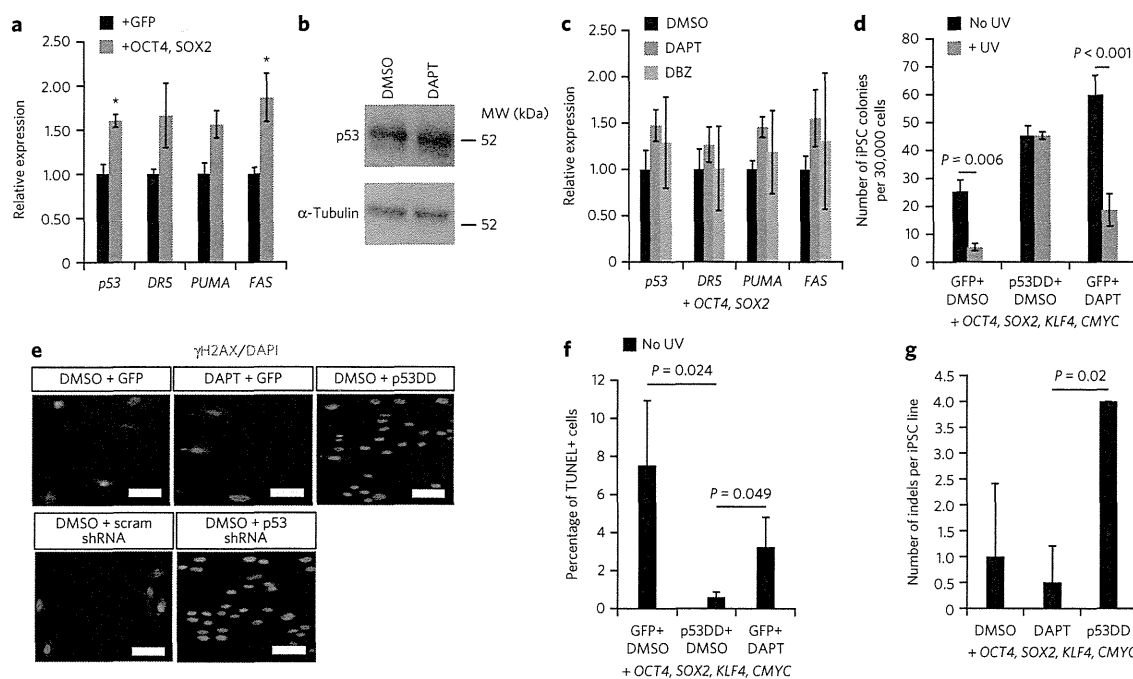 a
+GFP
+OCT4, SOX2
Relative expression
2.50
2.00
1.50
1.00
0.50
0.00
*
*
p53 DR5 PUMA FAS
b
DMSO
DAPT
MW (kDa)
p53
52
α-Tubulin
52
c
DMSO
DAPT
DBZ
Relative expression
2.50
2.00
1.50
1.00
0.50
0.00
p53 DR5 PUMA FAS
+ OCT4, SOX2
d
No UV
+ UV
Number of iPSC colonies
per 30,000 cells
80
70
60
50
40
30
20
10
0
P = 0.006
P < 0.001
GFP+ p53DD+ GFP+
DMSO DMSO DAPT
+ OCT4, SOX2, KLF4, CMYC
e
γH2AX/DAPI
DMSO + GFP DAPT + GFP DMSO + p53DD
DMSO + scram DMSO + p53
shRNA shRNA
f
No UV
Percentage of TUNEL+ cells
12
10
8
6
4
2
0
P = 0.024
P = 0.049
GFP+ p53DD+ GFP+
DMSO DMSO DAPT
+ OCT4, SOX2, KLF4, CMYC
g
Number of indels per iPSC line
4.5
4.0
3.5
3.0
2.5
2.0
1.5
1.0
0.5
0
P = 0.02
DMSO DAPT p53DD
+ OCT4, SOX2, KLF4, CMYC